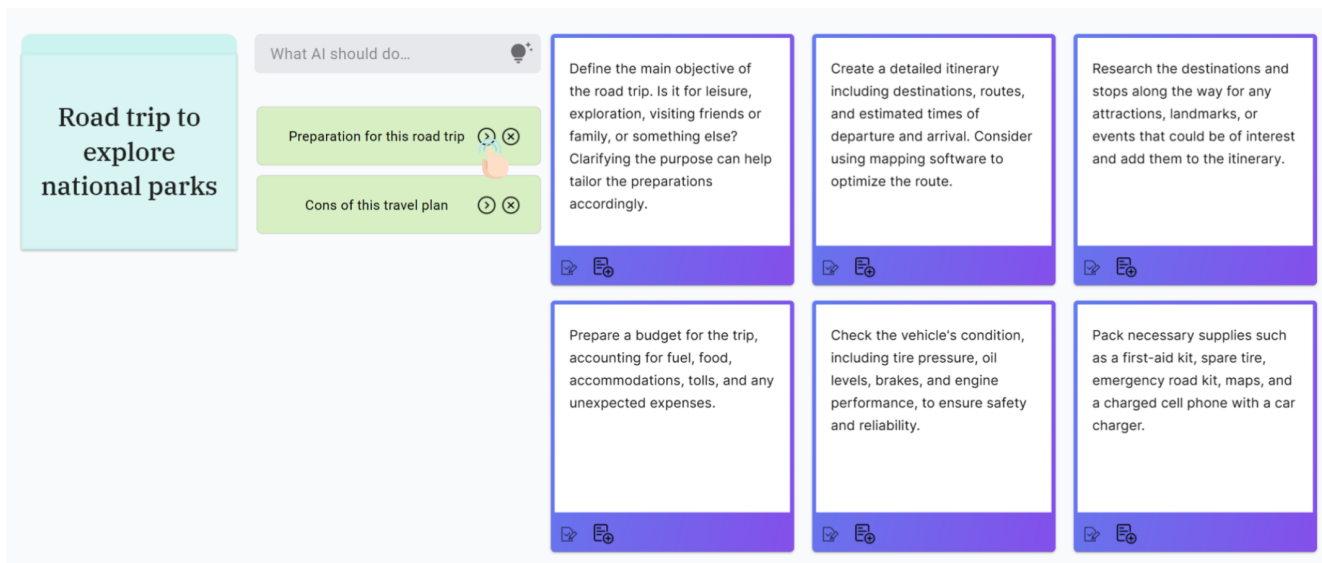 Road trip to
explore
national parks
What AI should do...
Preparation for this road trip
Cons of this travel plan
Define the main objective of
the road trip. Is it for leisure,
exploration, visiting friends or
family, or something else?
Clarifying the purpose can help
tailor the preparations
accordingly.
Create a detailed itinerary
including destinations, routes,
and estimated times of
departure and arrival. Consider
using mapping software to
optimize the route.
Research the destinations and
stops along the way for any
attractions, landmarks, or
events that could be of interest
and add them to the itinerary.
Prepare a budget for the trip,
accounting for fuel, food,
accommodations, tolls, and any
unexpected expenses.
Check the vehicle's condition,
including tire pressure, oil
levels, brakes, and engine
performance, to ensure safety
and reliability.
Pack necessary supplies such
as a first-aid kit, spare tire,
emergency road kit, maps, and
a charged cell phone with a car
charger.